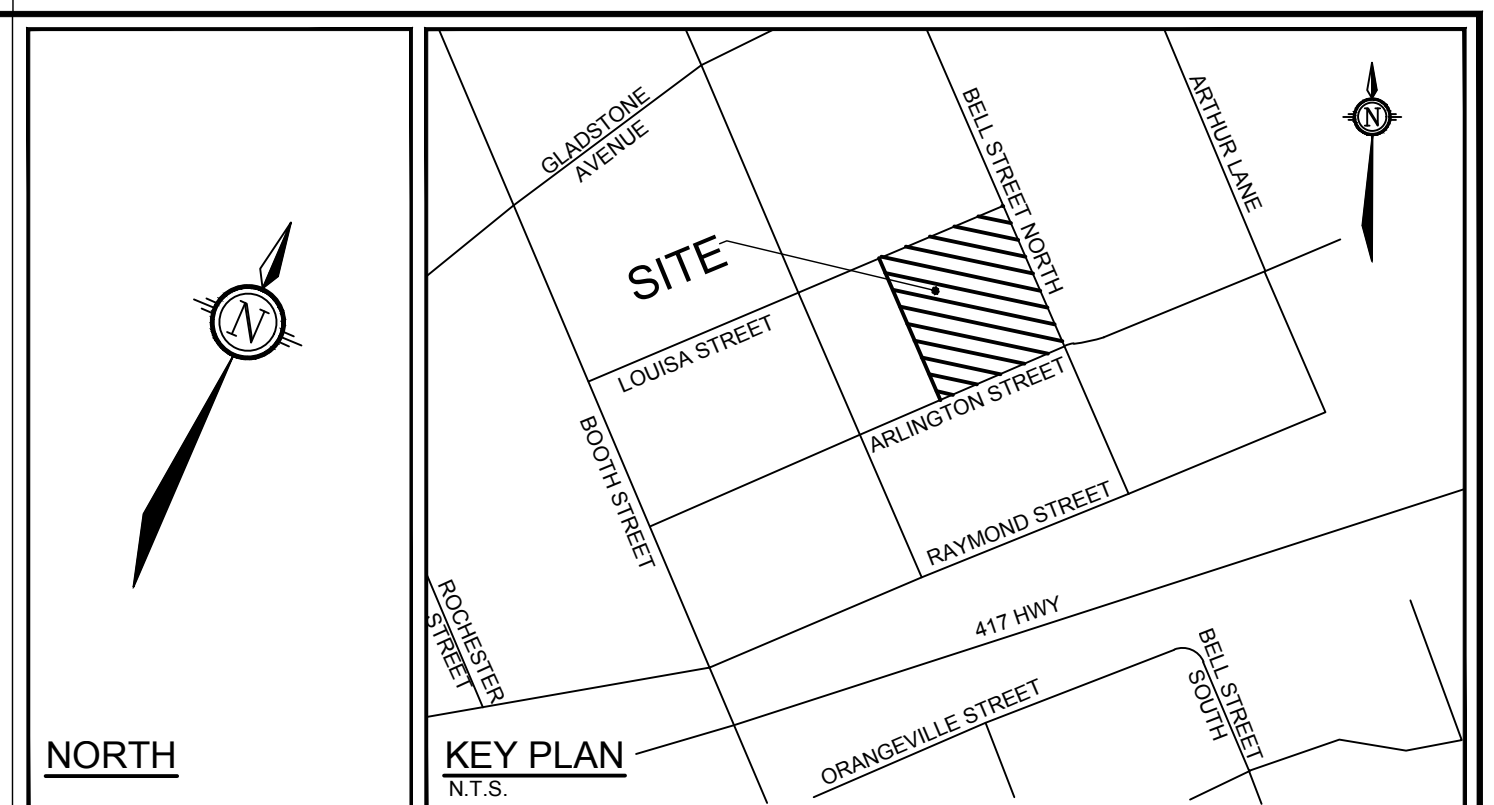 N
NORTH
GLADSTONE
AVENUE
BELL STREET NORTH
ARTHUR LANE
N
SITE
LOUISA STREET
ARLINGTON STREET
BOOTH STREET
RAYMOND STREET
ROCHESTER
STREET
417 HWY
BELL STREET
SOUTH
ORANGEVILLE STREET
KEY PLAN
N.T.S.